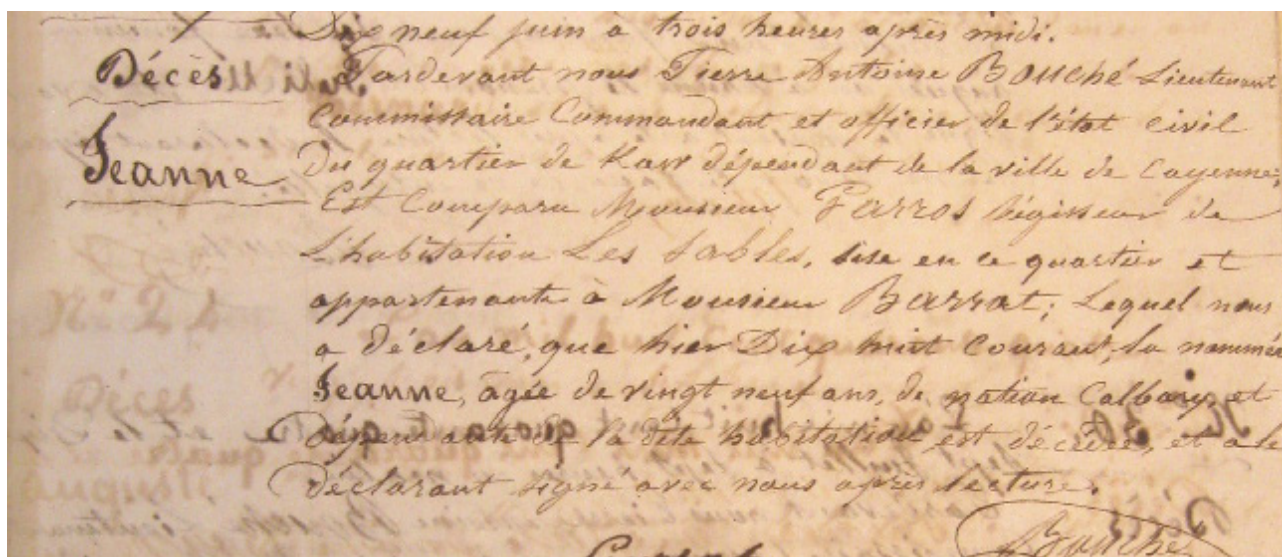 Dix neuf juin à trois heures après midi.
Décès
Jeanne
Pardevant nous Pierre Antoine Bouché Lieutenant
Commissaire Commandant et officier de l'état civil
Du quartier de Kaw dépendant de la ville de Cayenne,
Est Comparu Monsieur Farros Régisseur de
L'habitation Les Sables, sise en ce quartier et
appartenante à Monsieur Barrat; Lequel nous
a déclaré, que hier Dix huit Courant, la nommée
Jeanne, âgée de vingt neuf ans, de nation Calbary, et
Dépendante de la dite habitation est décédée, et a le
Déclarant signé avec nous après lecture.
Bouché